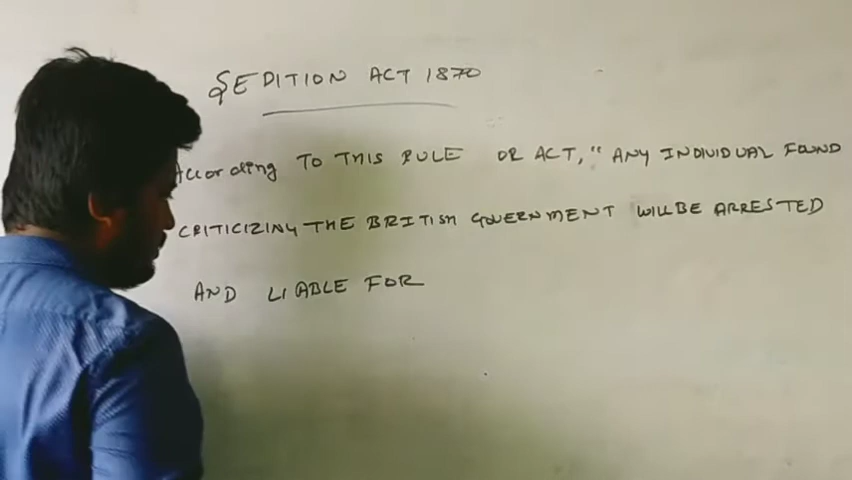 SEDITION ACT 1870
According TO THIS RULE OR ACT, "ANY INDIVIDUAL FOUND
CRITICIZING THE BRITISH GOVERNMENT WILL BE ARRESTED
AND LIABLE FOR